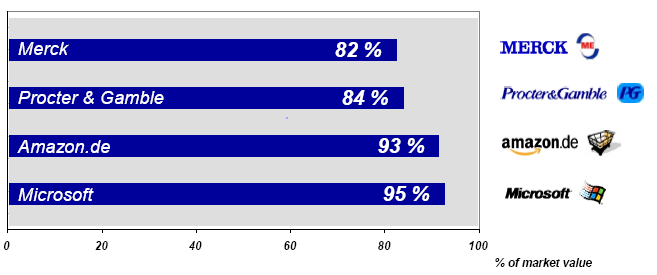 Merck 82 %
MERCK ME
Procter & Gamble 84 %
Procter&Gamble PG
Amazon.de 93 %
amazon.de
Microsoft 95 %
Microsoft
0 20 40 60 80 100
% of market value